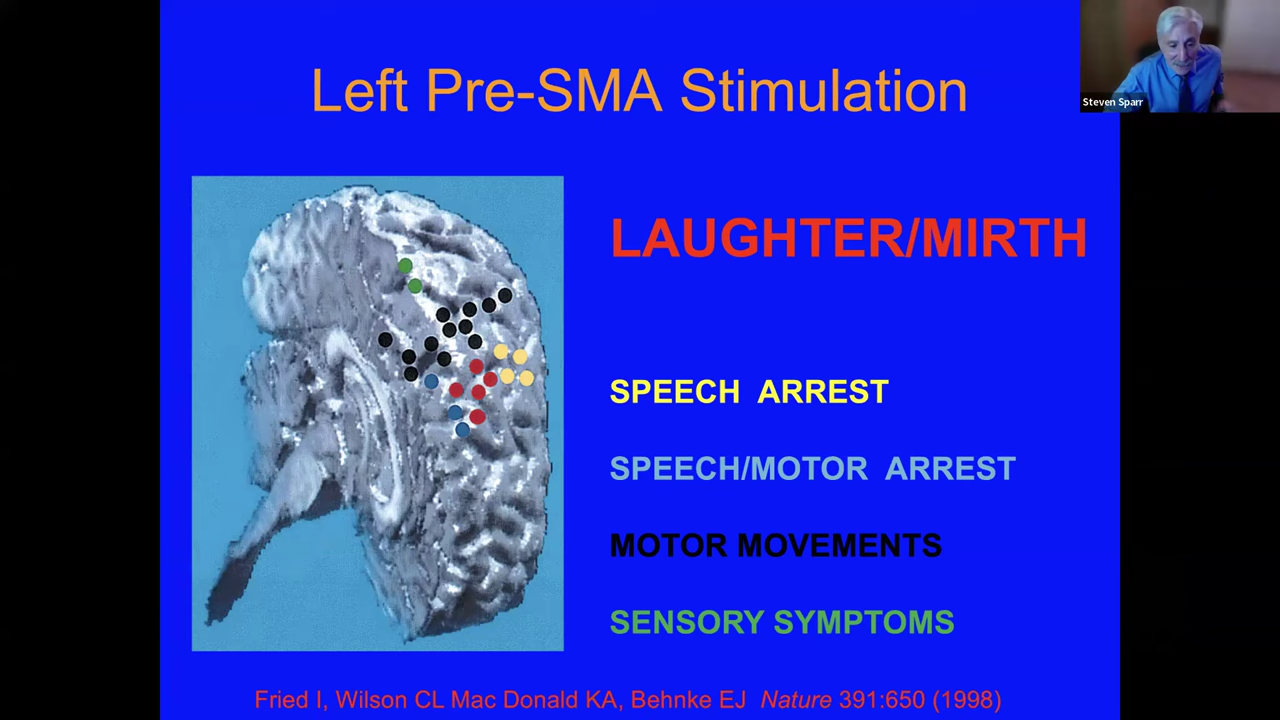 Left Pre-SMA Stimulation
Steven Sparr
LAUGHTER/MIRTH
SPEECH ARREST
SPEECH/MOTOR ARREST
MOTOR MOVEMENTS
SENSORY SYMPTOMS
Fried I, Wilson CL Mac Donald KA, Behnke EJ Nature 391:650 (1998)